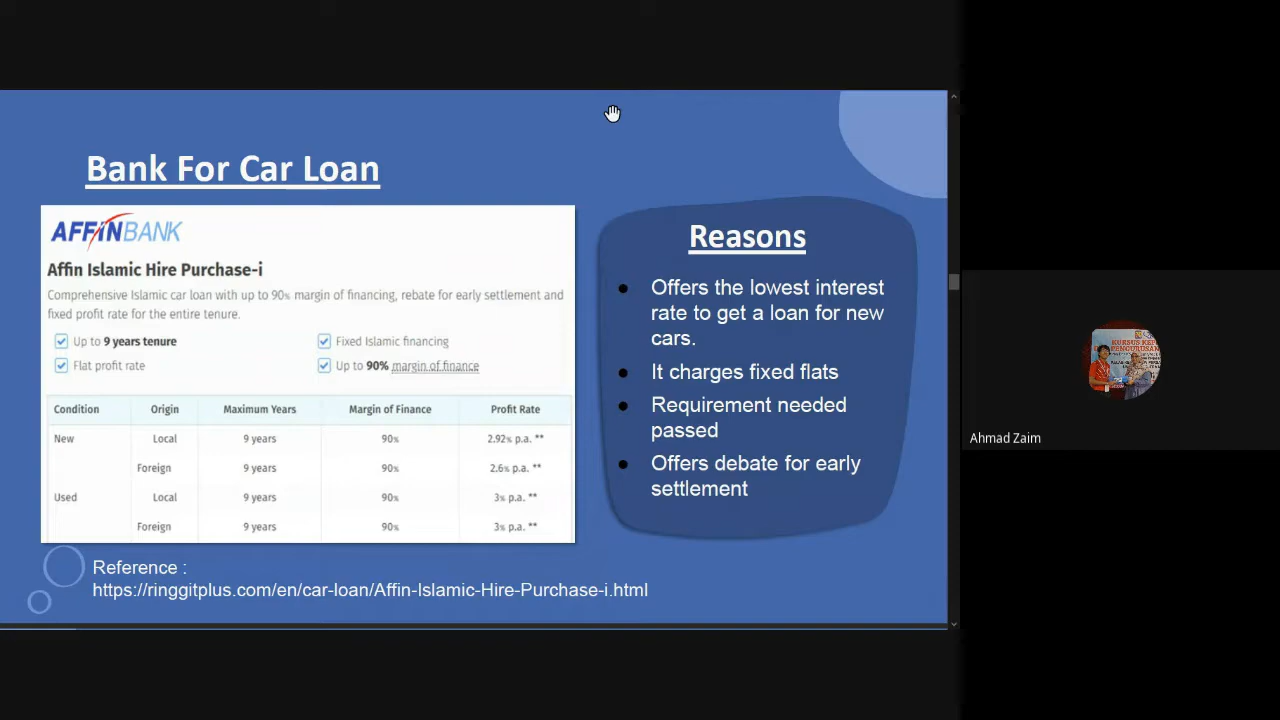 Bank For Car Loan
AFFINBANK
Affin Islamic Hire Purchase-i
Comprehensive Islamic car loan with up to 90% margin of financing, rebate for early settlement and
fixed profit rate for the entire tenure.
Up to 9 years tenure
Fixed Islamic financing
Flat profit rate
Up to 90% margin of finance
Condition Origin Maximum Years Margin of Finance Profit Rate
New Local 9 years 90% 2.92% p.a. **
Foreign 9 years 90% 2.6% p.a. **
Used Local 9 years 90% 3% p.a. **
Foreign 9 years 90% 3% p.a. **
Reasons
Offers the lowest interest
rate to get a loan for new
cars.
It charges fixed flats
Requirement needed
passed
Offers debate for early
settlement
Reference :
https://ringgitplus.com/en/car-loan/Affin-Islamic-Hire-Purchase-i.html
Ahmad Zaim